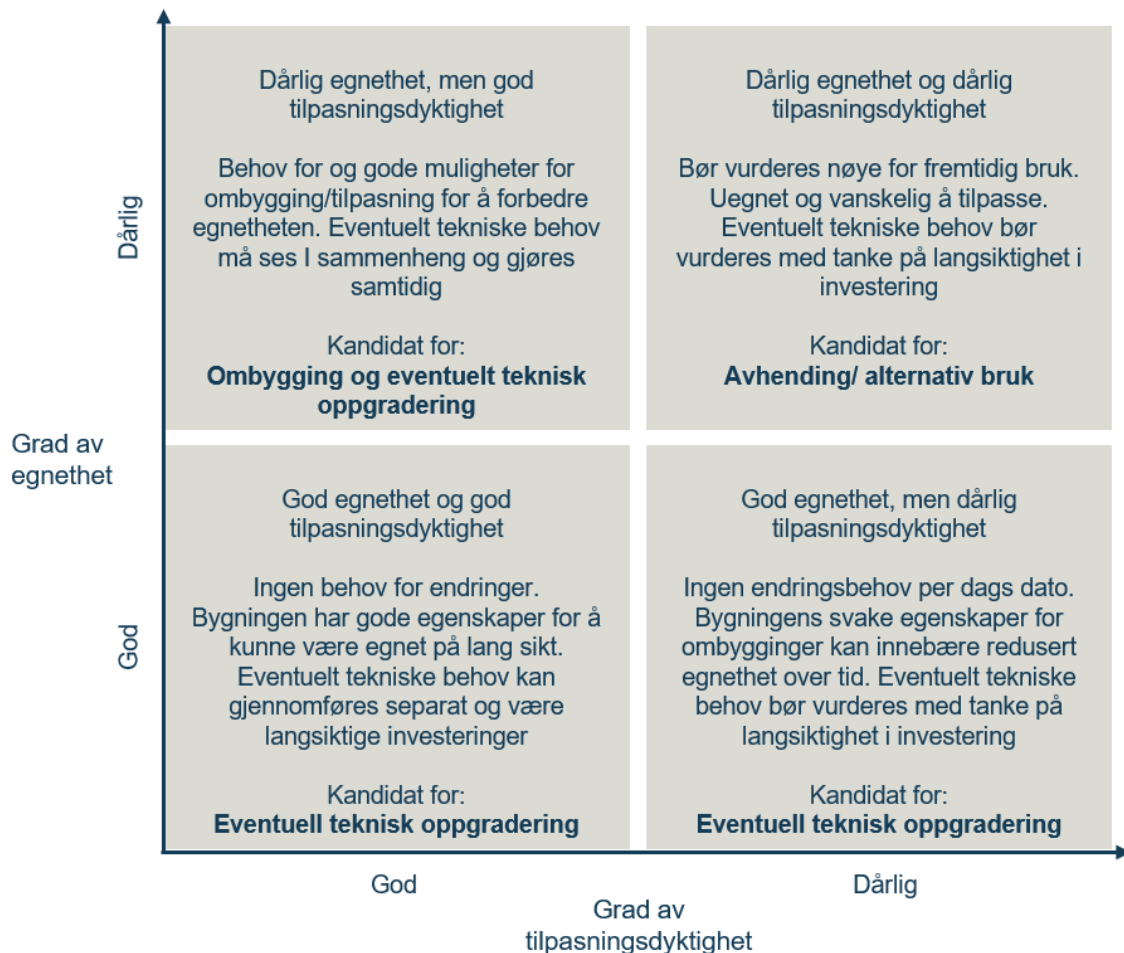 Dårlig egnethet, men god
tilpasningsdyktighet
Behov for og gode muligheter for
ombygging/tilpasning for å forbedre
egnetheten. Eventuelt tekniske behov
må ses I sammenheng og gjøres
samtidig
Kandidat for:
Ombygging og eventuelt teknisk
oppgradering
Dårlig egnethet og dårlig
tilpasningsdyktighet
Bør vurderes nøye for fremtidig bruk.
Uegnet og vanskelig å tilpasse.
Eventuelt tekniske behov bør
vurderes med tanke på langsiktighet i
investering
Kandidat for:
Avhending/ alternativ bruk
Dårlig
Grad av
egnethet
God
God egnethet og god
tilpasningsdyktighet
Ingen behov for endringer.
Bygningen har gode egenskaper for å
kunne være egnet på lang sikt.
Eventuelt tekniske behov kan
gjennomføres separat og være
langsiktige investeringer
Kandidat for:
Eventuell teknisk oppgradering
God egnethet, men dårlig
tilpasningsdyktighet
Ingen endringsbehov per dags dato.
Bygningens svake egenskaper for
ombygginger kan innebære redusert
egnethet over tid. Eventuelt tekniske
behov bør vurderes med tanke på
langsiktighet i investering
Kandidat for:
Eventuell teknisk oppgradering
God
Dårlig
Grad av
tilpasningsdyktighet